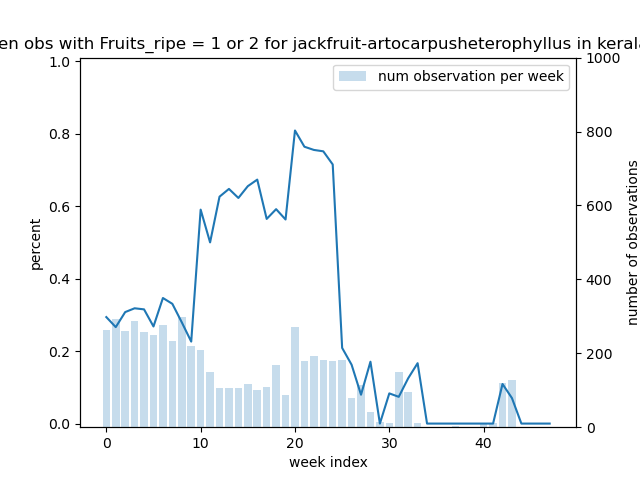 en obs with Fruits_ripe = 1 or 2 for jackfruit-artocarpusheterophyllus in kerala
num observation per week
1.0
0.8
0.6
0.4
0.2
0.0
percent
1000
800
600
400
200
0
number of observations
0 10 20 30 40
week index